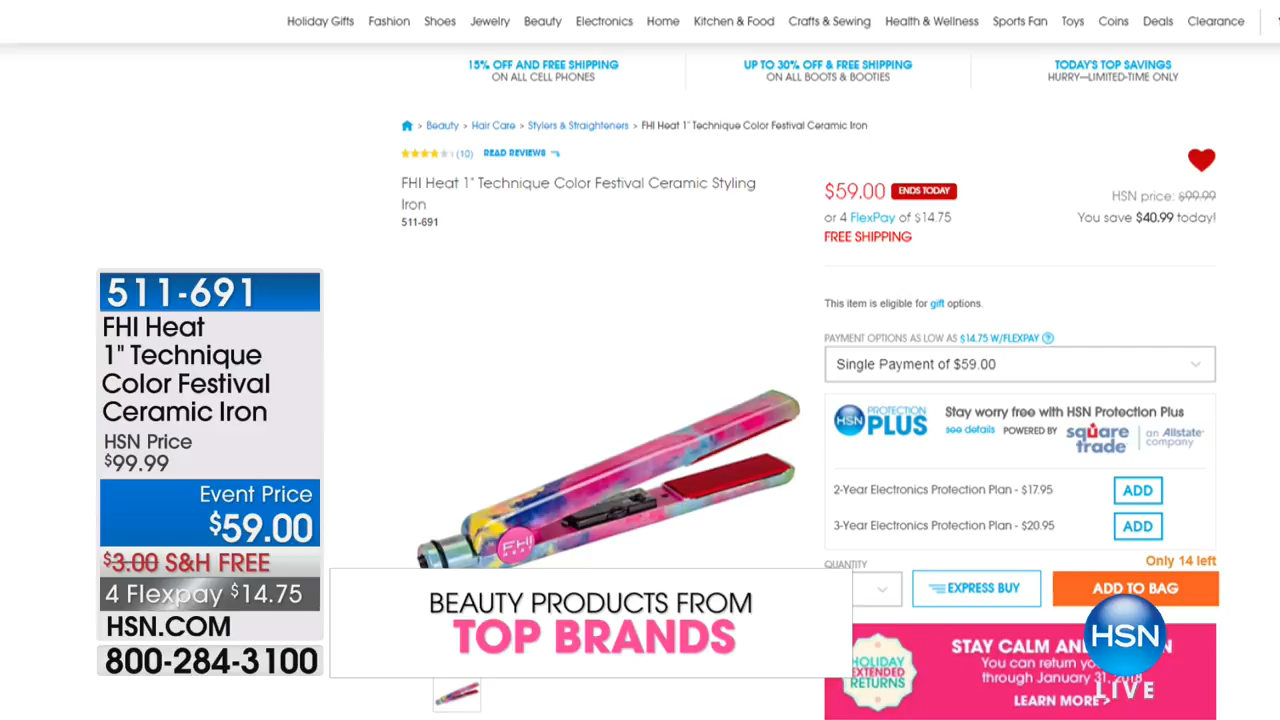 Holiday Gifts Fashion Shoes Jewelry Beauty Electronics Home Kitchen & Food Crafts & Sewing Health & Wellness Sports Fan Toys Coins Deals Clearance
15% OFF AND FREE SHIPPING
ON ALL CELL PHONES
UP TO 30% OFF & FREE SHIPPING
ON ALL BOOTS & BOOTIES
TODAY'S TOP SAVINGS
HURRY—LIMITED-TIME ONLY
> Beauty > Hair Care > Stylers & Straighteners > FHI Heat 1" Technique Color Festival Ceramic Iron
(10) READ REVIEWS
FHI Heat 1" Technique Color Festival Ceramic Styling
Iron
511-691
$59.00 ENDS TODAY
HSN price: $99.99
or 4 FlexPay of $14.75
You save $40.99 today!
FREE SHIPPING
This item is eligible for gift options.
PAYMENT OPTIONS AS LOW AS $14.75 W/FLEXPAY ?
Single Payment of $59.00
HSN PROTECTION
PLUS
Stay worry free with HSN Protection Plus
see details POWERED BY
square
trade
an Allstate
company
2-Year Electronics Protection Plan - $17.95 ADD
3-Year Electronics Protection Plan - $20.95 ADD
Only 14 left
QUANTITY
EXPRESS BUY
ADD TO BAG
HOLIDAY
EXTENDED
RETURNS
STAY CALM AN
You can return yo
through January 31, 2018
LEARN MORE >
HSN
LIVE
511-691
FHI Heat
1" Technique
Color Festival
Ceramic Iron
HSN Price
$99.99
Event Price
$59.00
$3.00 S&H FREE
4 Flexpay $14.75
HSN.COM
800-284-3100
FHI
HEAT
BEAUTY PRODUCTS FROM
TOP BRANDS